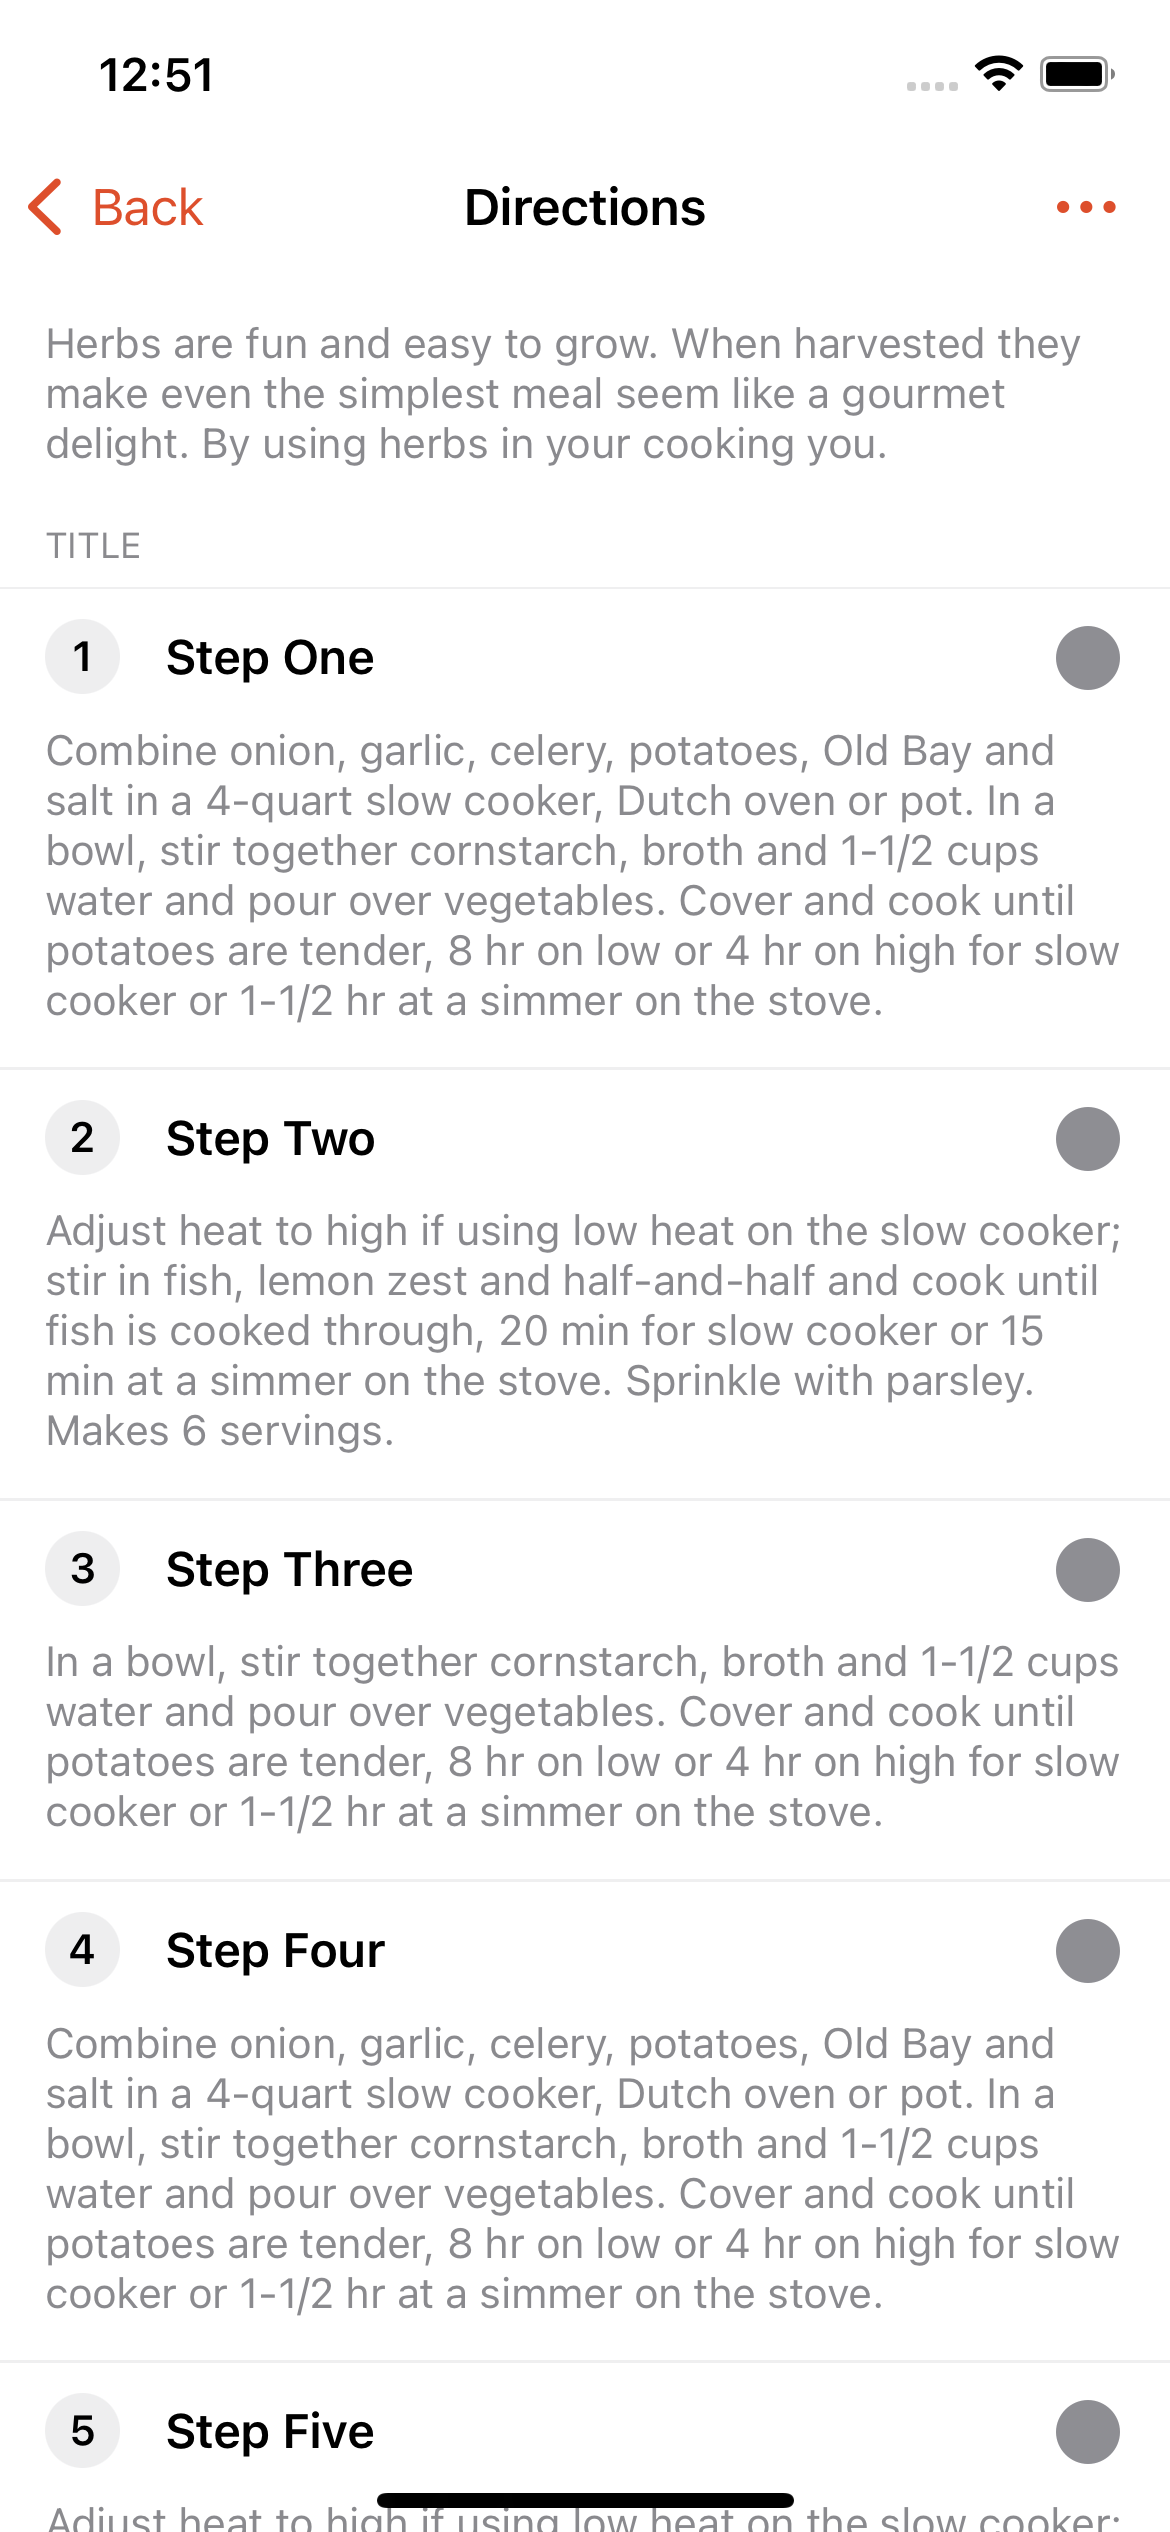 12:51
Back
Directions
Herbs are fun and easy to grow. When harvested they
make even the simplest meal seem like a gourmet
delight. By using herbs in your cooking you.
TITLE
1 Step One
Combine onion, garlic, celery, potatoes, Old Bay and
salt in a 4-quart slow cooker, Dutch oven or pot. In a
bowl, stir together cornstarch, broth and 1-1/2 cups
water and pour over vegetables. Cover and cook until
potatoes are tender, 8 hr on low or 4 hr on high for slow
cooker or 1-1/2 hr at a simmer on the stove.
2 Step Two
Adjust heat to high if using low heat on the slow cooker;
stir in fish, lemon zest and half-and-half and cook until
fish is cooked through, 20 min for slow cooker or 15
min at a simmer on the stove. Sprinkle with parsley.
Makes 6 servings.
3 Step Three
In a bowl, stir together cornstarch, broth and 1-1/2 cups
water and pour over vegetables. Cover and cook until
potatoes are tender, 8 hr on low or 4 hr on high for slow
cooker or 1-1/2 hr at a simmer on the stove.
4 Step Four
Combine onion, garlic, celery, potatoes, Old Bay and
salt in a 4-quart slow cooker, Dutch oven or pot. In a
bowl, stir together cornstarch, broth and 1-1/2 cups
water and pour over vegetables. Cover and cook until
potatoes are tender, 8 hr on low or 4 hr on high for slow
cooker or 1-1/2 hr at a simmer on the stove.
5 Step Five
Adjust heat to high if using low heat on the slow cooker;